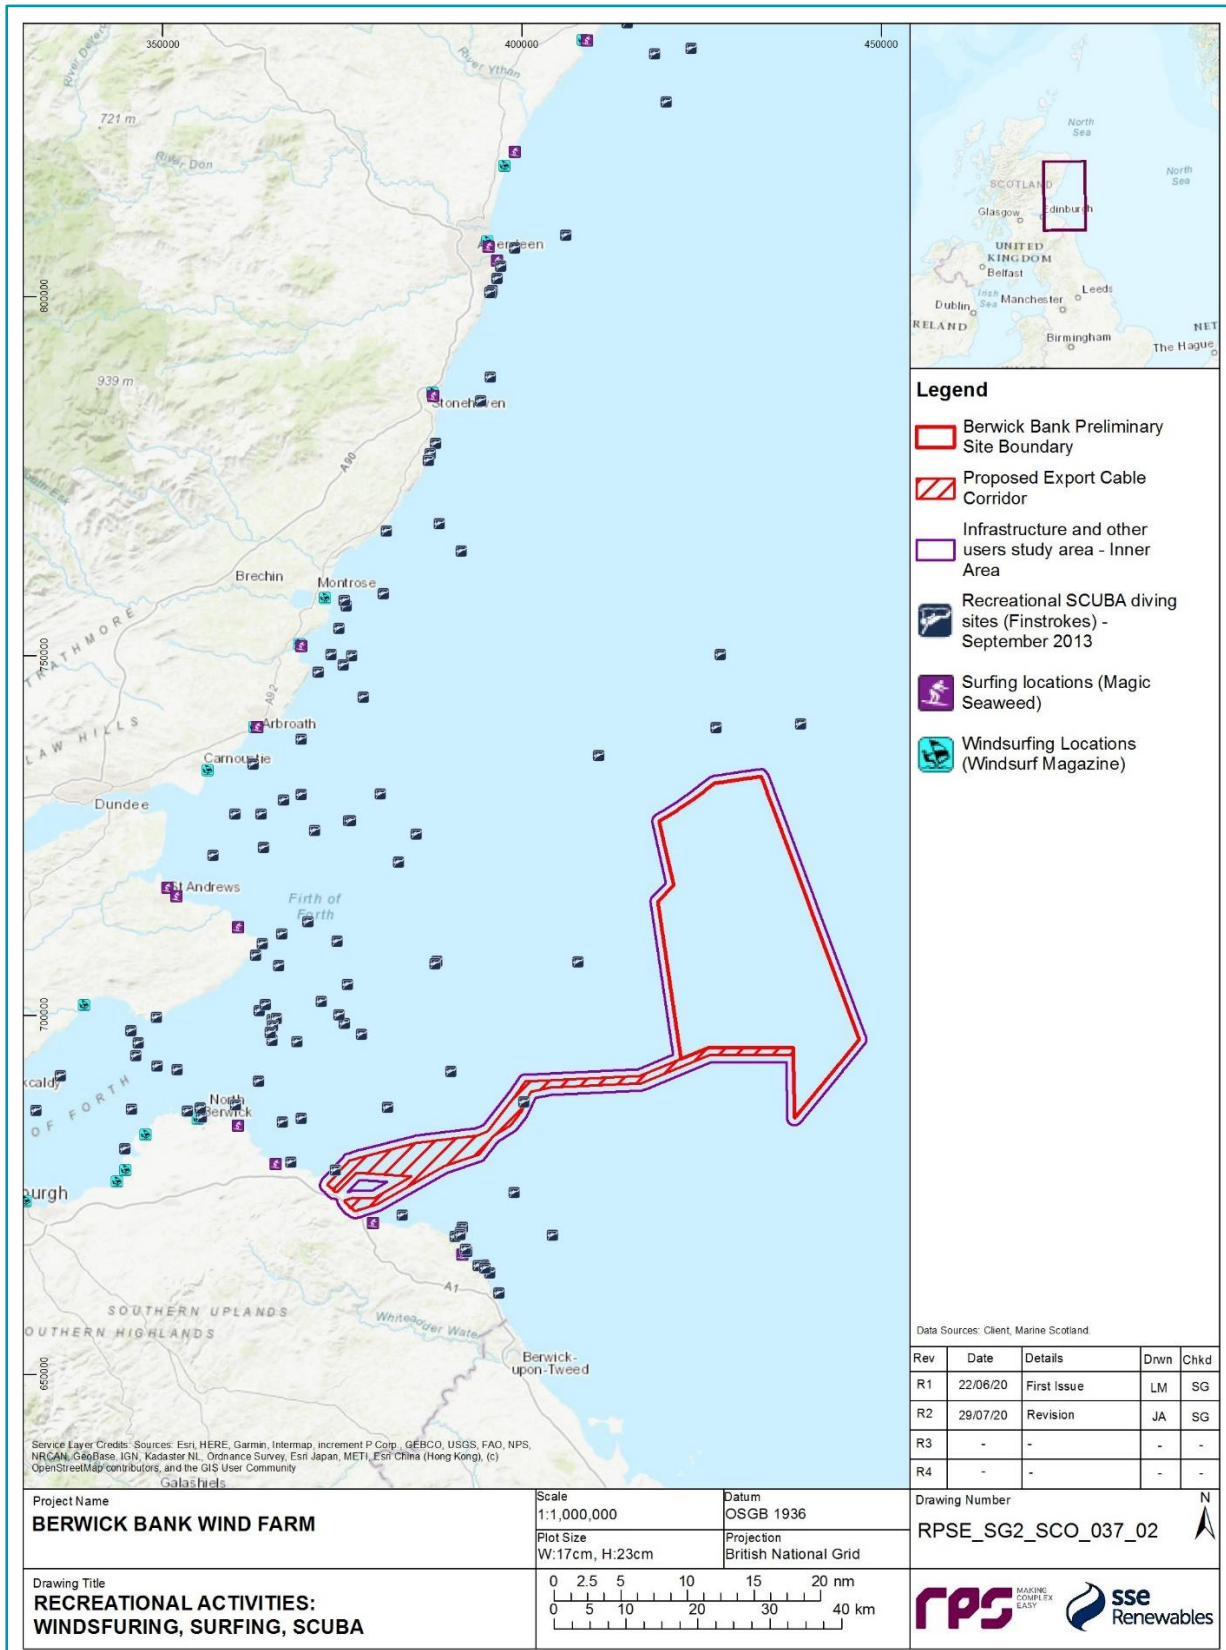 350000
400000
450000
River Ythan
721 m
River Don
Aberdeen
800000
939 m
Stonehaven
A90
Brechin
Montrose
750000
A92
Arbroath
LAW HILLS
Carnoustie
Dundee
St Andrews
Firth of
Forth
700000
kcaldy
OF FORTH
North
Berwick
burgh
A1
SOUTHERN UPLANDS
OUTHERN HIGHLANDS
Whiteadder Water
Berwick-
upon-Tweed
650000
Galashiels
Service Layer Credits: Sources: Esri, HERE, Garmin, Intermap, increment P Corp., GEBCO, USGS, FAO, NPS,
NRCAN, GeoBase, IGN, Kadaster NL, Ordnance Survey, Esri Japan, METI, Esri China (Hong Kong), (c)
OpenStreetMap contributors, and the GIS User Community
North
Sea
North
Sea
SCOTLAND
Glasgow
Edinburgh
UNITED
KINGDOM
Belfast
Irish
Sea
Leeds
Dublin
Manchester
RELAND
NET
Birmingham
The Hague
Legend
Berwick Bank Preliminary
Site Boundary
Proposed Export Cable
Corridor
Infrastructure and other
users study area - Inner
Area
Recreational SCUBA diving
sites (Finstrokes) -
September 2013
Surfing locations (Magic
Seaweed)
Windsurfing Locations
(Windsurf Magazine)
Data Sources: Client, Marine Scotland.
Rev Date Details Drwn Chkd
R1 22/06/20 First Issue LM SG
R2 29/07/20 Revision JA SG
R3 - - - -
R4 - - - -
Project Name
BERWICK BANK WIND FARM
Scale
1:1,000,000
Datum
OSGB 1936
Plot Size
W:17cm, H:23cm
Projection
British National Grid
Drawing Number
RPSE_SG2_SCO_037_02
N
Drawing Title
RECREATIONAL ACTIVITIES:
WINDSFURING, SURFING, SCUBA
0 2.5 5 10 15 20 nm
0 5 10 20 30 40 km
rps
MAKING
COMPLEX
EASY
sse
Renewables